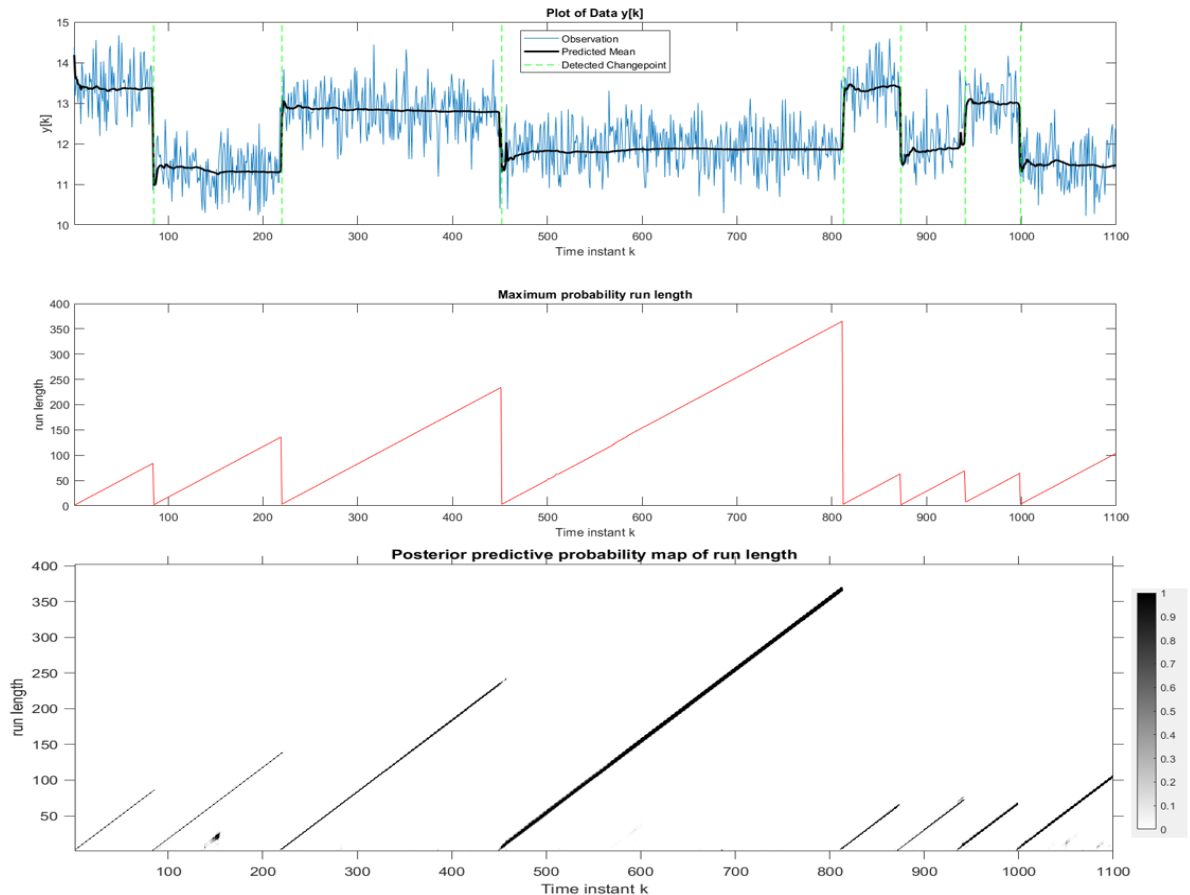 Plot of Data y[k]
y[k]
15
14
13
12
11
10
Observation
Predicted Mean
Detected Changepoint
100 200 300 400 500 600 700 800 900 1000 1100
Time instant k
Maximum probability run length
run length
400
350
300
250
200
150
100
50
0
100 200 300 400 500 600 700 800 900 1000 1100
Time instant k
Posterior predictive probability map of run length
run length
400
350
300
250
200
150
100
50
100 200 300 400 500 600 700 800 900 1000 1100
Time instant k
1
0.9
0.8
0.7
0.6
0.5
0.4
0.3
0.2
0.1
0